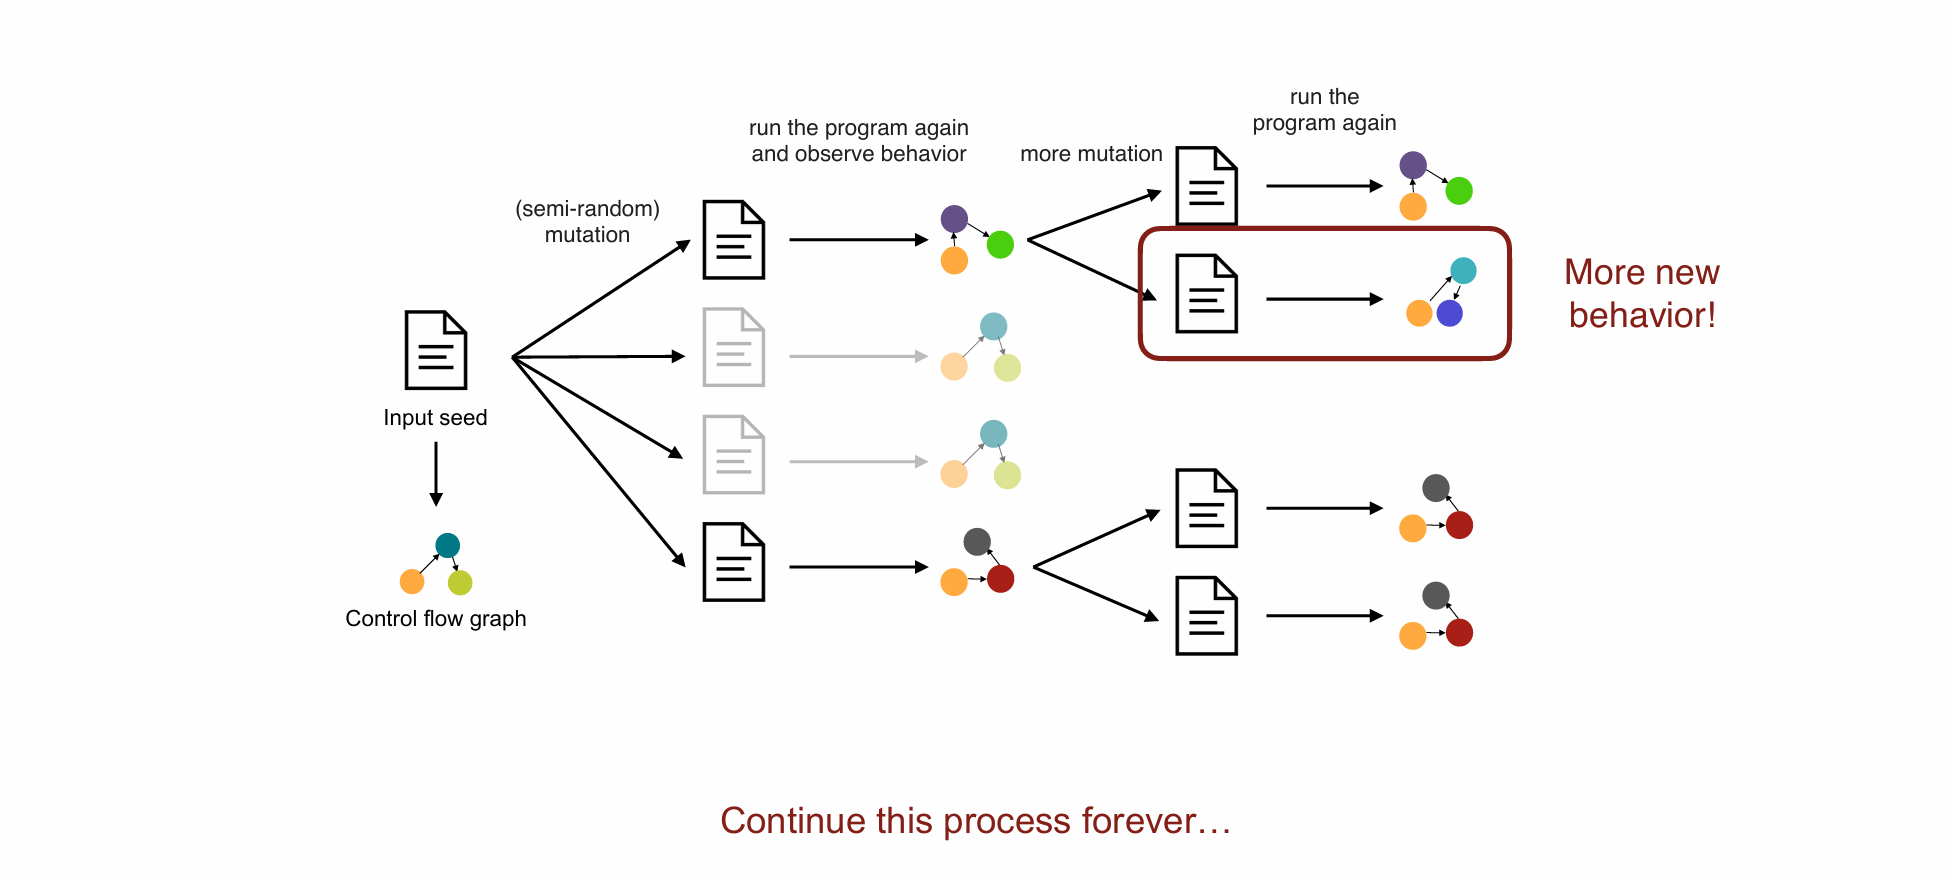 run the
program again
run the program again
and observe behavior
more mutation
(semi-random)
mutation
More new
behavior!
Input seed
Control flow graph
Continue this process forever…